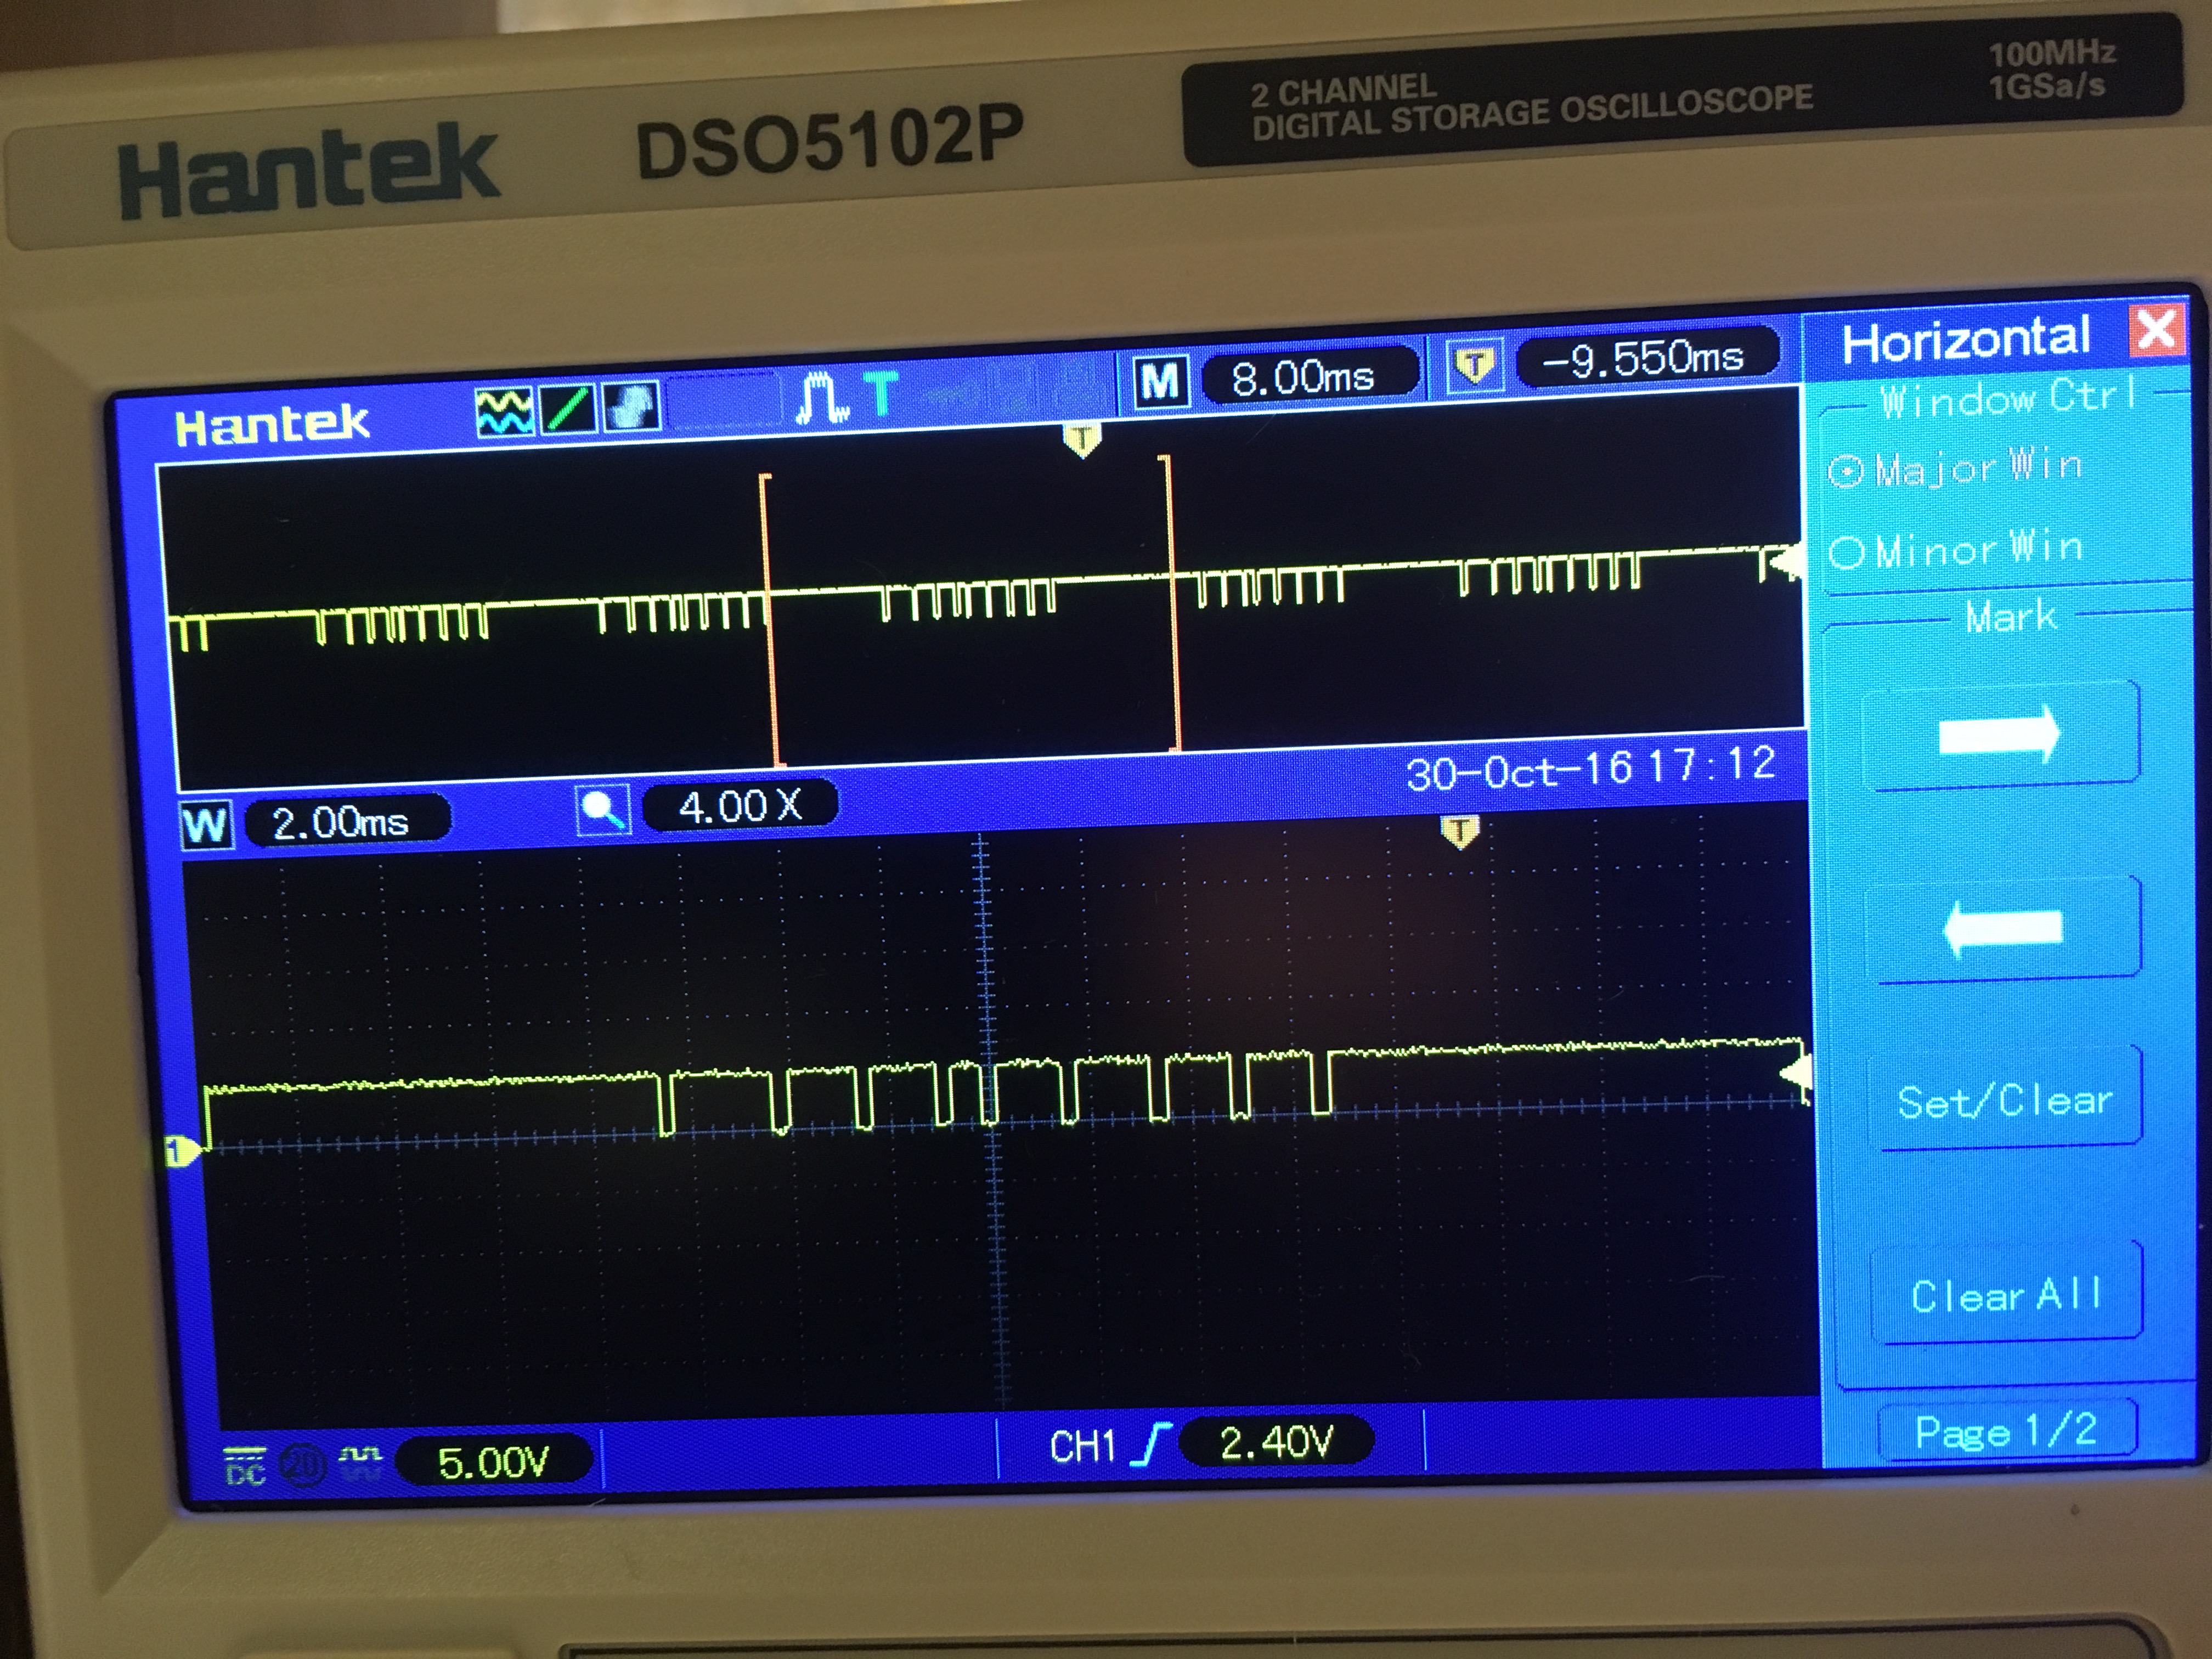 Hantek DSO5102P
2 CHANNEL
DIGITAL STORAGE OSCILLOSCOPE
100MHz
1GSa/s
Hantek T M 8.00ms T -9.550ms
Horizontal X
Window Ctrl
Major Win
Minor Win
T
30-Oct-16 17:12
W 2.00ms 4.00 X
Mark
T
1
Set/Clear
Clear All
DC 20 5.00V CH1 2.40V
Page 1/2